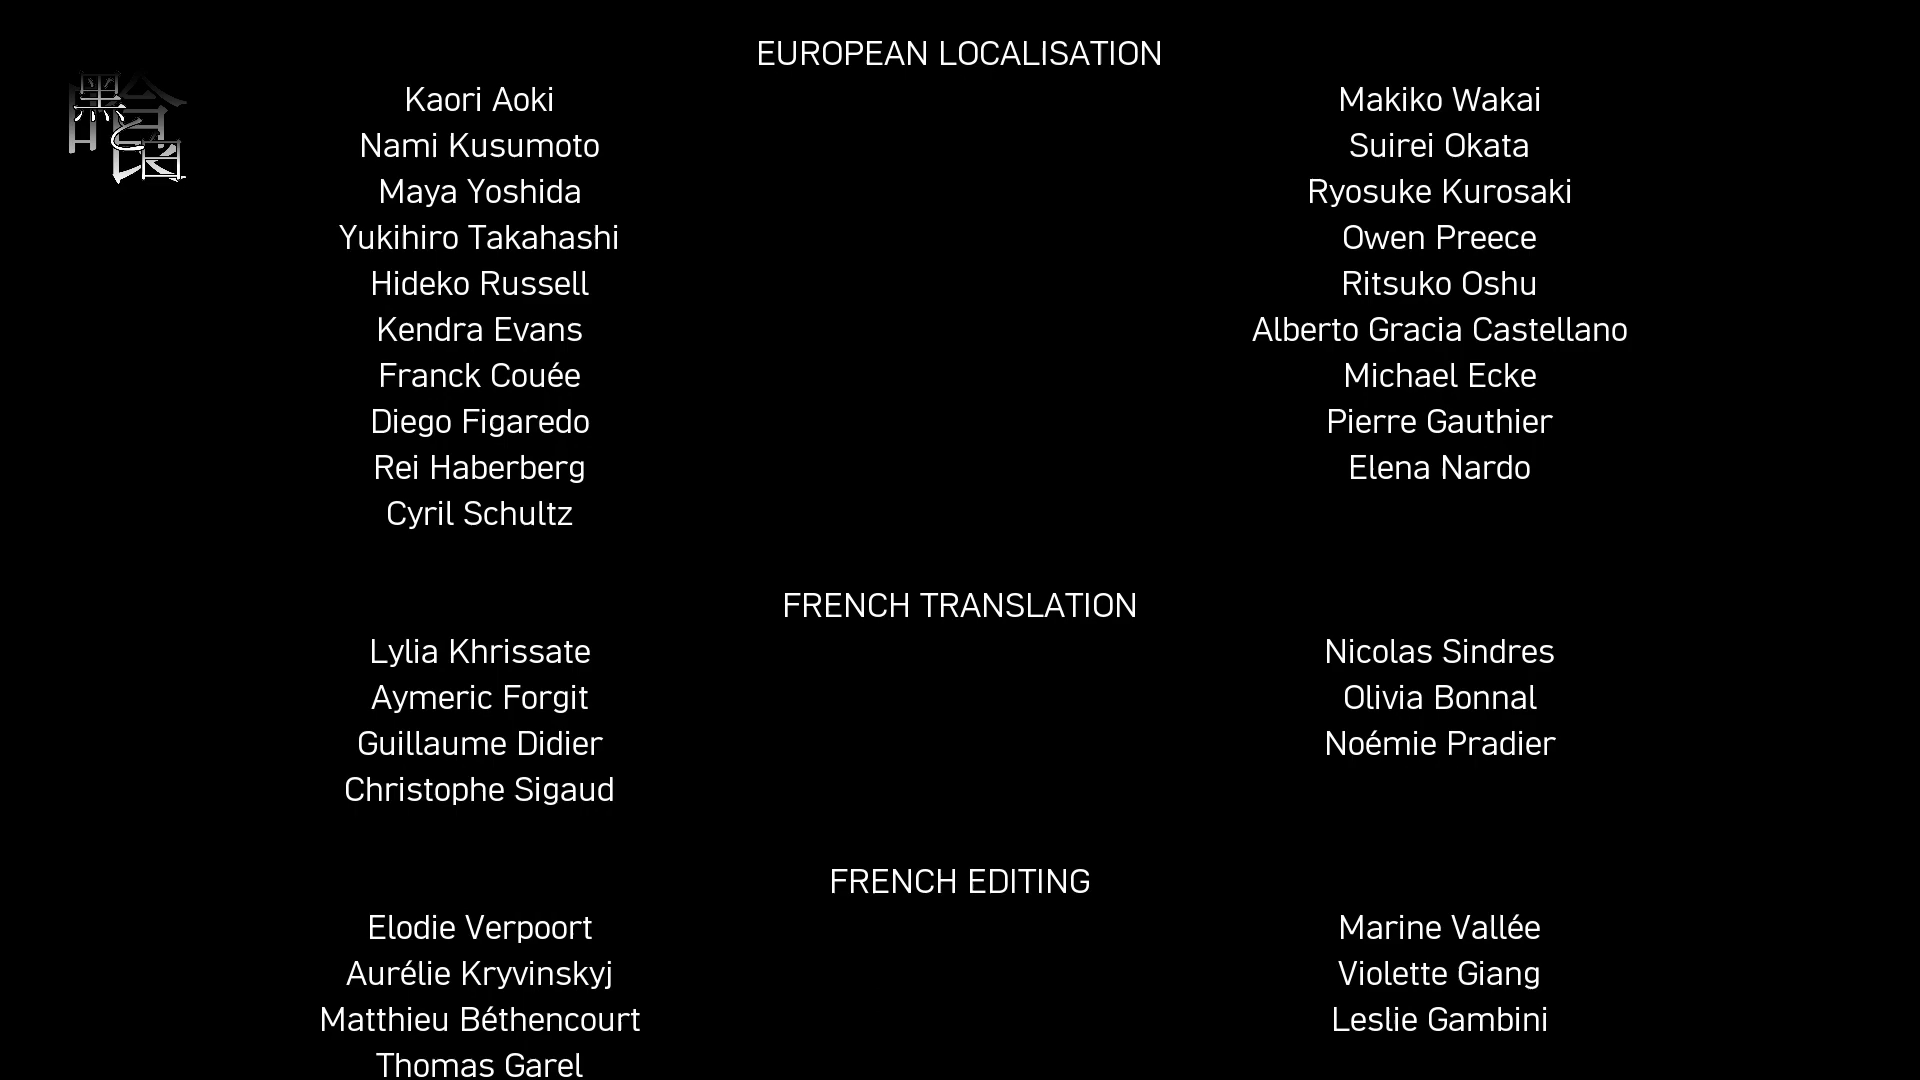 EUROPEAN LOCALISATION
Kaori Aoki Makiko Wakai
Nami Kusumoto Suirei Okata
Maya Yoshida Ryosuke Kurosaki
Yukihiro Takahashi Owen Preece
Hideko Russell Ritsuko Oshu
Kendra Evans Alberto Gracia Castellano
Franck Couée Michael Ecke
Diego Figaredo Pierre Gauthier
Rei Haberberg Elena Nardo
Cyril Schultz
FRENCH TRANSLATION
Lylia Khrissate Nicolas Sindres
Aymeric Forgit Olivia Bonnal
Guillaume Didier Noémie Pradier
Christophe Sigaud
FRENCH EDITING
Elodie Verpoort Marine Vallée
Aurélie Kryvinskyj Violette Giang
Matthieu Béthencourt Leslie Gambini
Thomas Garel